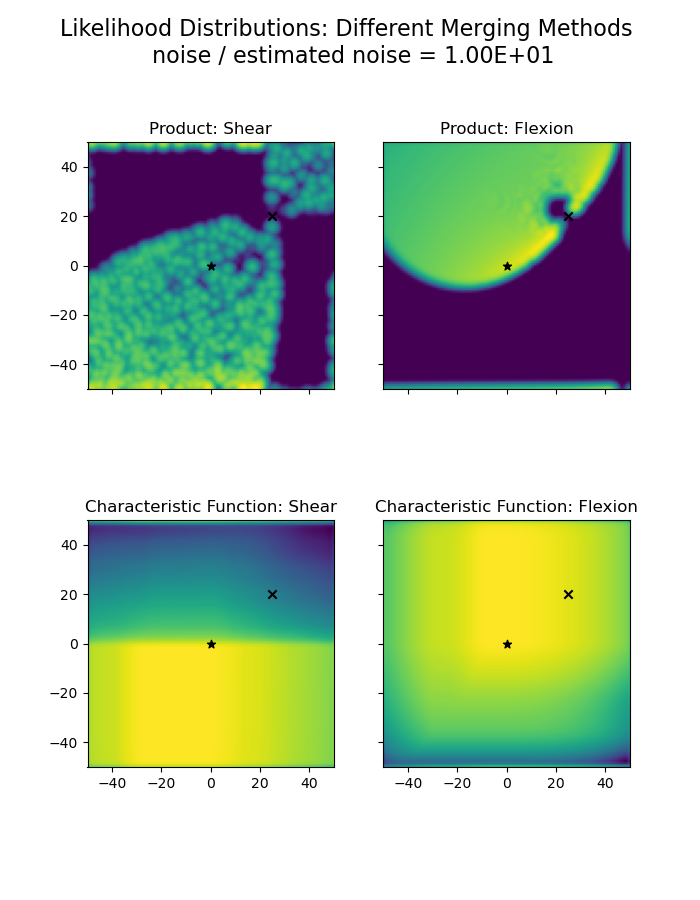 Likelihood Distributions: Different Merging Methods
noise / estimated noise = 1.00E+01
Product: Shear
Product: Flexion
40
20
0
−20
−40
Characteristic Function: Shear
Characteristic Function: Flexion
40
20
0
−20
−40
−40 −20 0 20 40
−40 −20 0 20 40